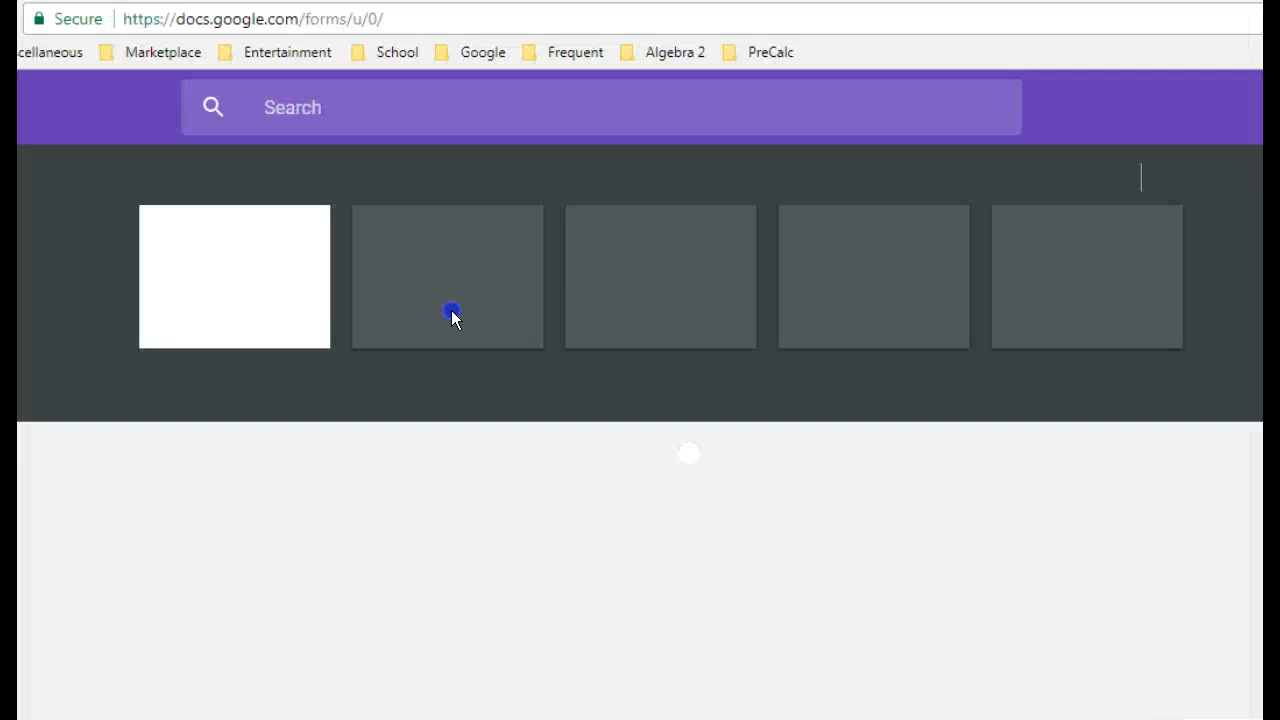 Secure https://docs.google.com/forms/u/0/
cellaneous Marketplace Entertainment School Google Frequent Algebra 2 PreCalc
Search